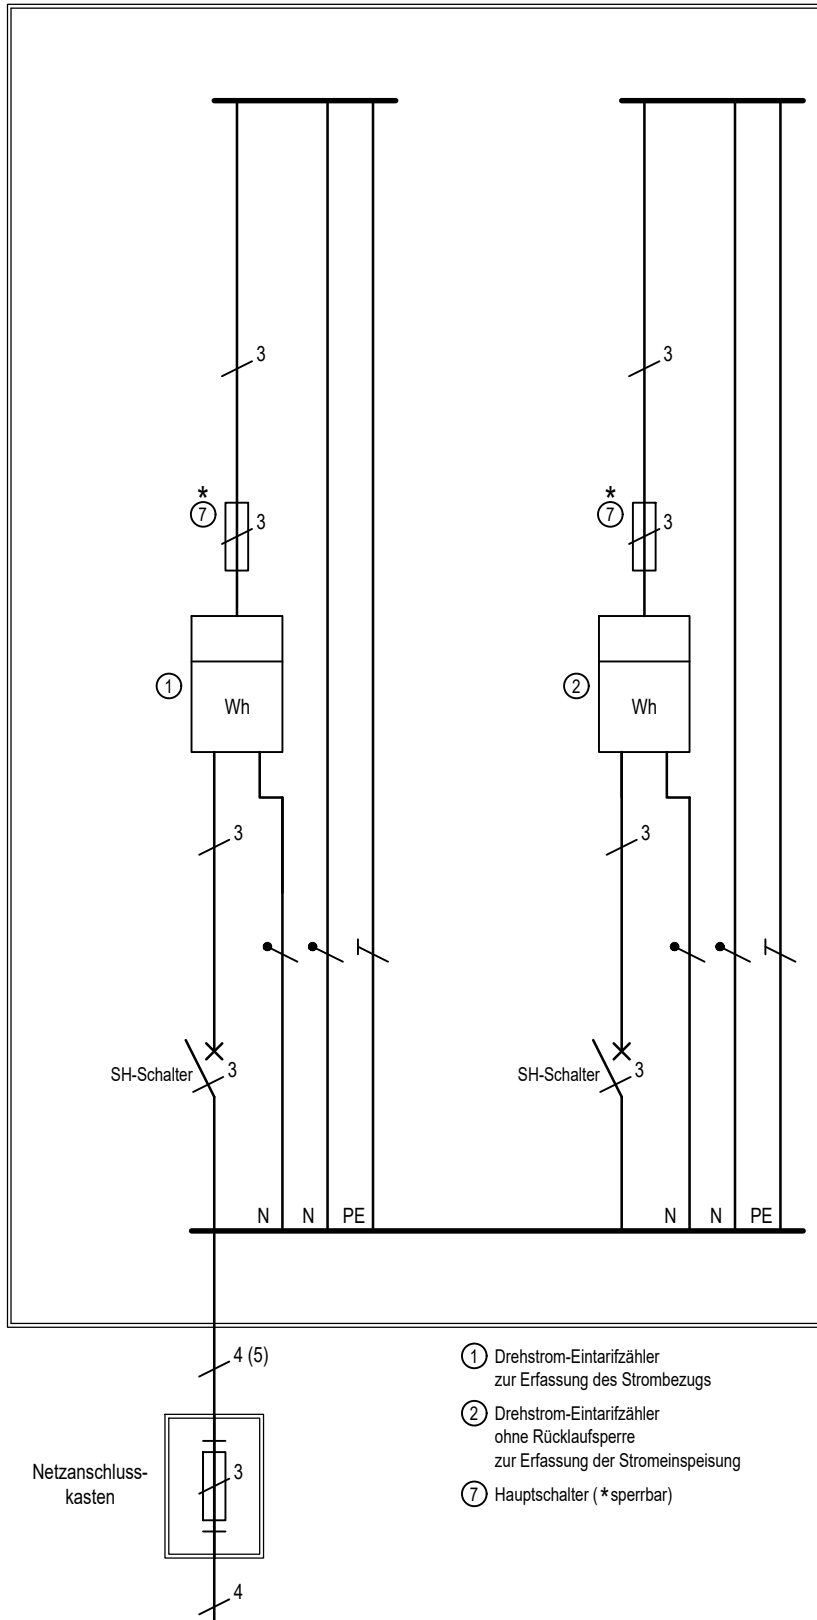 3
3
* 7
3
* 7
3
1
Wh
2
Wh
3
3
SH-Schalter
3
SH-Schalter
3
N
N
PE
N
N
PE
4 (5)
Netzanschluss-
kasten
3
4
1 Drehstrom-Eintarifzähler
zur Erfassung des Strombezugs
2 Drehstrom-Eintarifzähler
ohne Rücklaufsperre
zur Erfassung der Stromeinspeisung
7 Hauptschalter (*sperrbar)